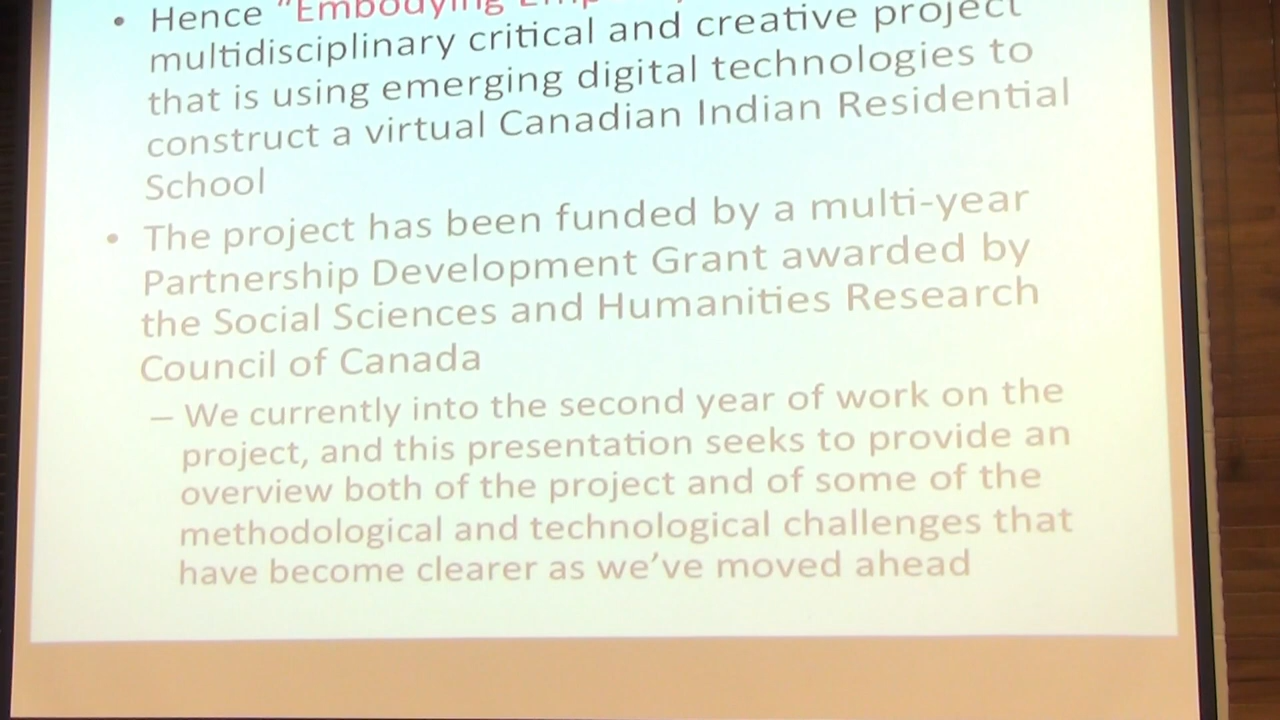 • Hence "Embodying
multidisciplinary critical and creative project
that is using emerging digital technologies to
construct a virtual Canadian Indian Residential
School
• The project has been funded by a multi-year
Partnership Development Grant awarded by
the Social Sciences and Humanities Research
Council of Canada
– We currently into the second year of work on the
project, and this presentation seeks to provide an
overview both of the project and of some of the
methodological and technological challenges that
have become clearer as we've moved ahead